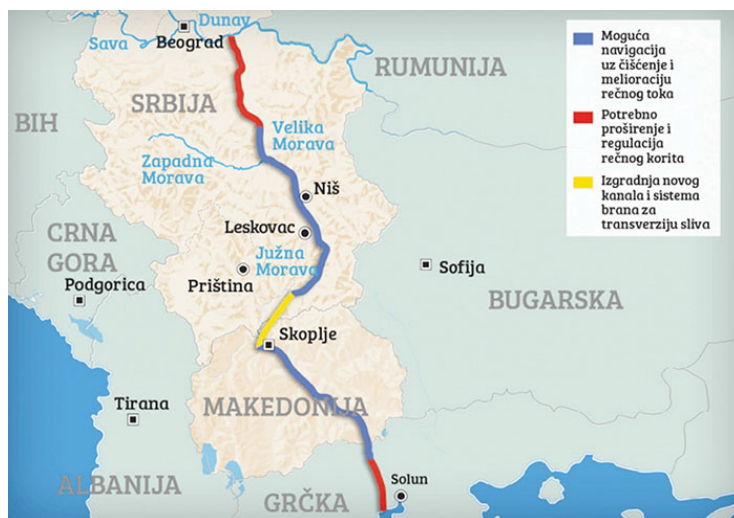 Dunav
Sava
Beograd
RUMUNIJA
SRBIJA
BIH
Velika
Morava
Zapadna
Morava
Niš
Leskovac
CRNA
GORA
Južna
Morava
Priština
Podgorica
Sofija
BUGARSKA
Skoplje
MAKEDONIJA
Tirana
ALBANIJA
GRČKA
Solun
Moguća
navigacija
uz čišćenje i
melioraciju
rečnog toka
Potrebno
proširenje i
regulacija
rečnog korita
Izgradnja novog
kanala i sistema
brana za
transverziju sliva